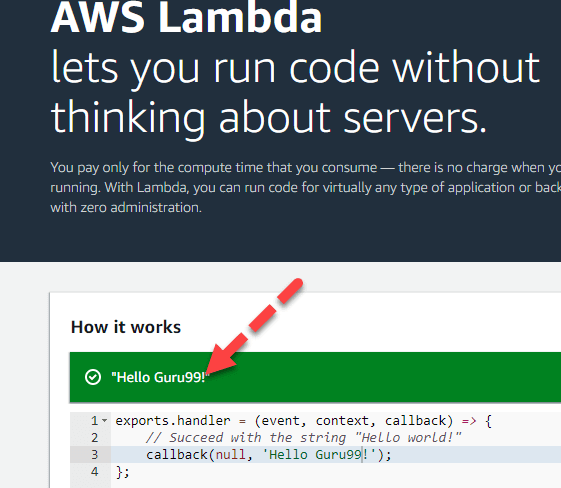 AWS Lambda
lets you run code without
thinking about servers.
You pay only for the compute time that you consume — there is no charge when
running. With Lambda, you can run code for virtually any type of application or
with zero administration.
How it works
"Hello Guru99!"
1 exports.handler = (event, context, callback) => {
2 // Succeed with the string "Hello world!"
3 callback(null, 'Hello Guru99!');
4 };